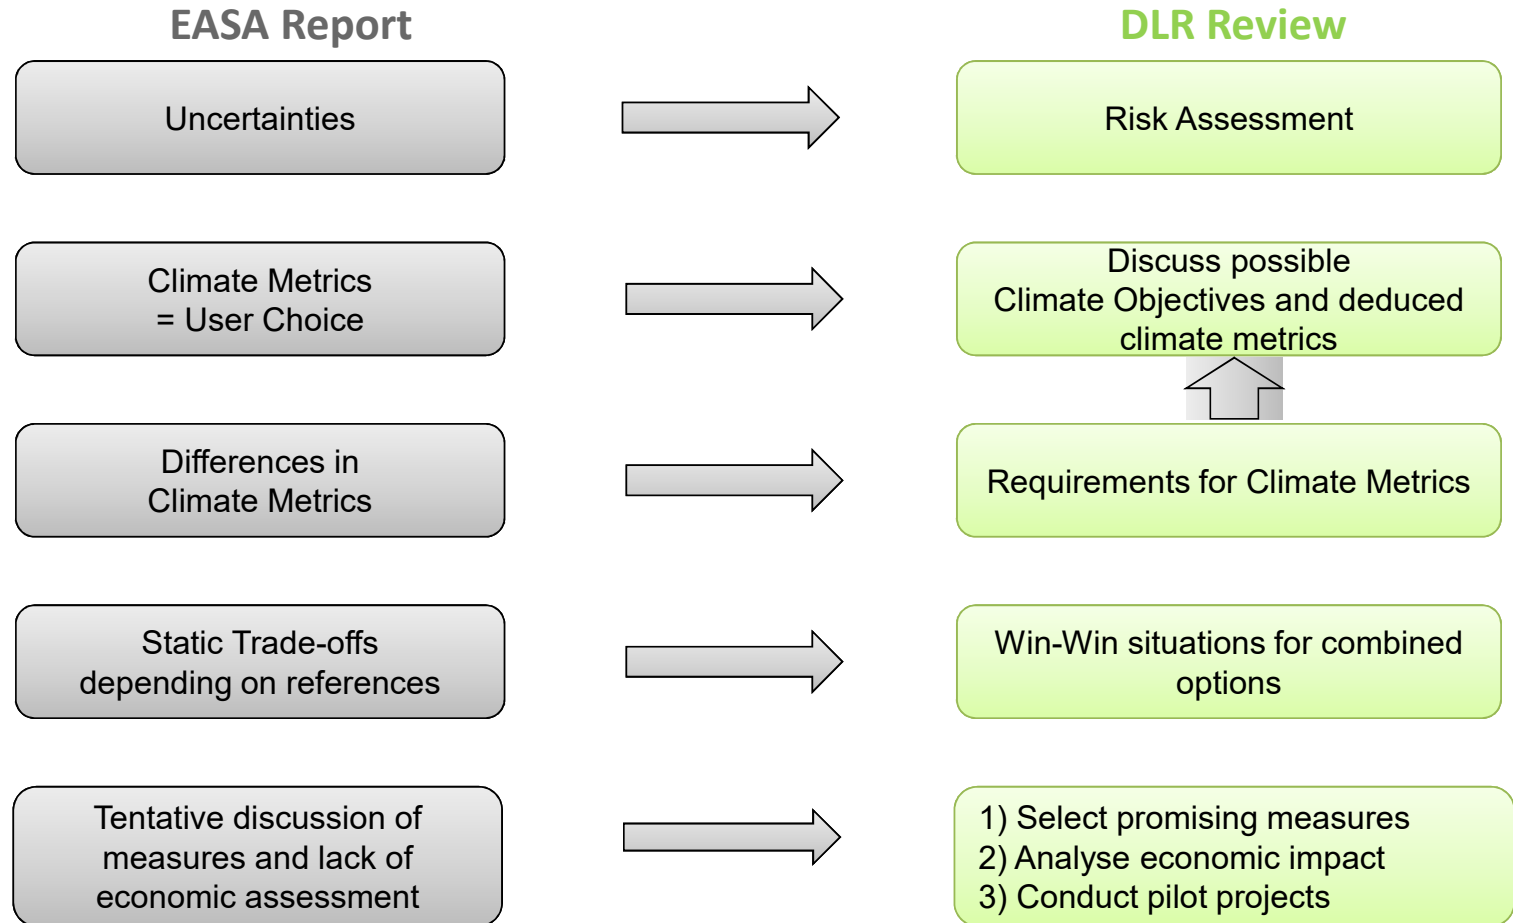 EASA Report
DLR Review
Uncertainties
Risk Assessment
Climate Metrics
= User Choice
Discuss possible
Climate Objectives and deduced
climate metrics
Differences in
Climate Metrics
Requirements for Climate Metrics
Static Trade-offs
depending on references
Win-Win situations for combined
options
Tentative discussion of
measures and lack of
economic assessment
1) Select promising measures
2) Analyse economic impact
3) Conduct pilot projects